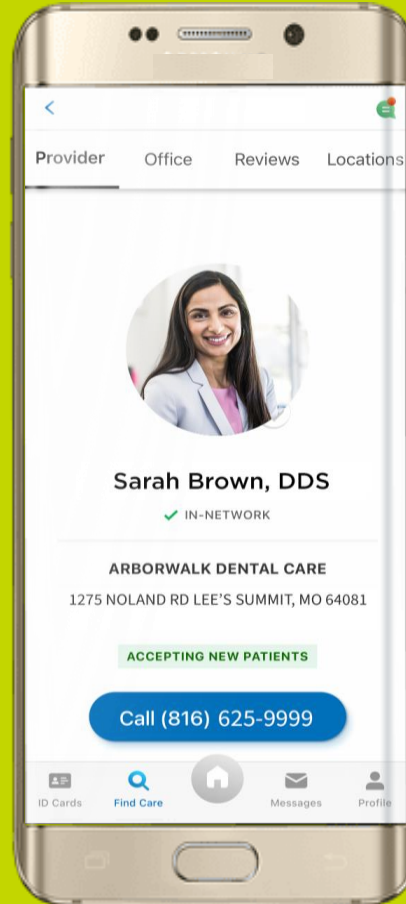 Provider Office Reviews Locations
Sarah Brown, DDS
IN-NETWORK
ARBORWALK DENTAL CARE
1275 NOLAND RD LEE'S SUMMIT, MO 64081
ACCEPTING NEW PATIENTS
Call (816) 625-9999
ID Cards Find Care Messages Profile